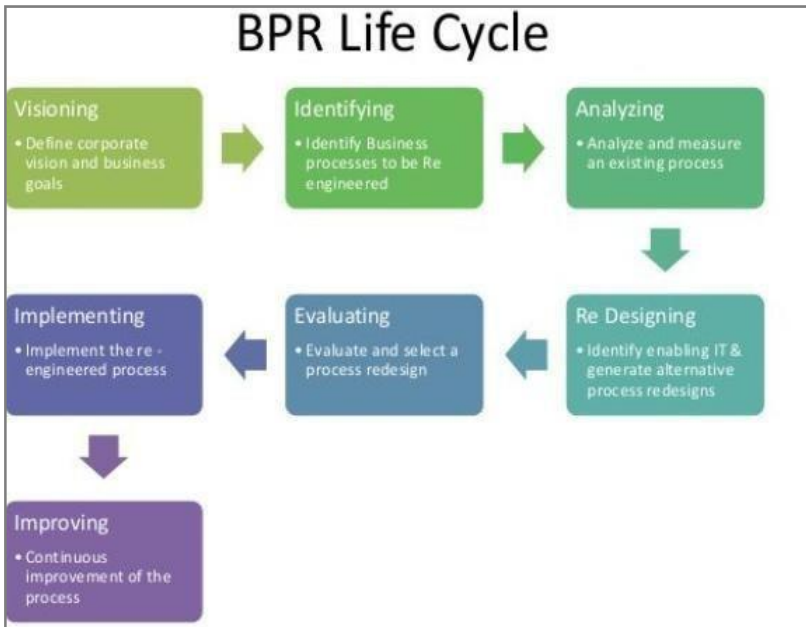 BPR Life Cycle
Visioning
• Define corporate
vision and business
goals
Identifying
• Identify Business
processes to be Re
engineered
Analyzing
• Analyze and measure
an existing process
Implementing
• Implement the re -
engineered process
Evaluating
• Evaluate and select a
process redesign
Re Designing
• Identify enabling IT &
generate alternative
process redesigns
Improving
• Continuous
improvement of the
process